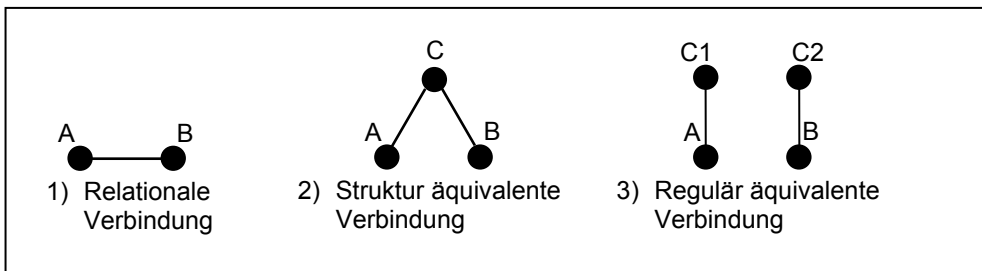 A B
1) Relationale
Verbindung
C
A B
2) Struktur äquivalente
Verbindung
C1 C2
A B
3) Regulär äquivalente
Verbindung